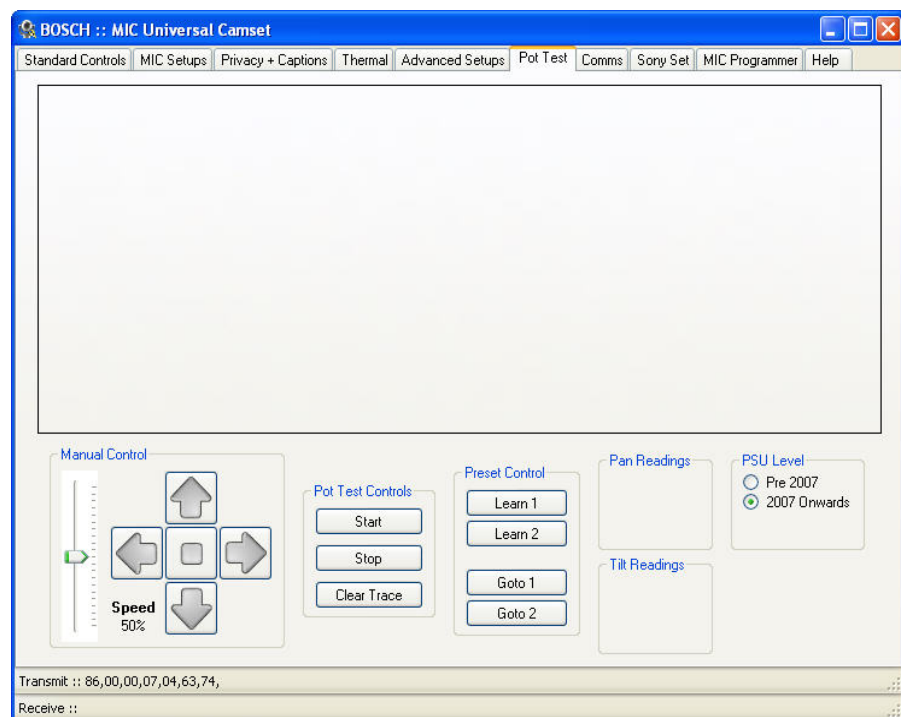 BOSCH :: MIC Universal Camset
Standard Controls MIC Setups Privacy + Captions Thermal Advanced Setups Pot Test Comms Sony Set MIC Programmer Help
Manual Control
Speed
50%
Pot Test Controls
Start
Stop
Clear Trace
Preset Control
Learn 1
Learn 2
Goto 1
Goto 2
Pan Readings
Tilt Readings
PSU Level
Pre 2007
2007 Onwards
Transmit :: 86,00,00,07,04,63,74,
Receive ::